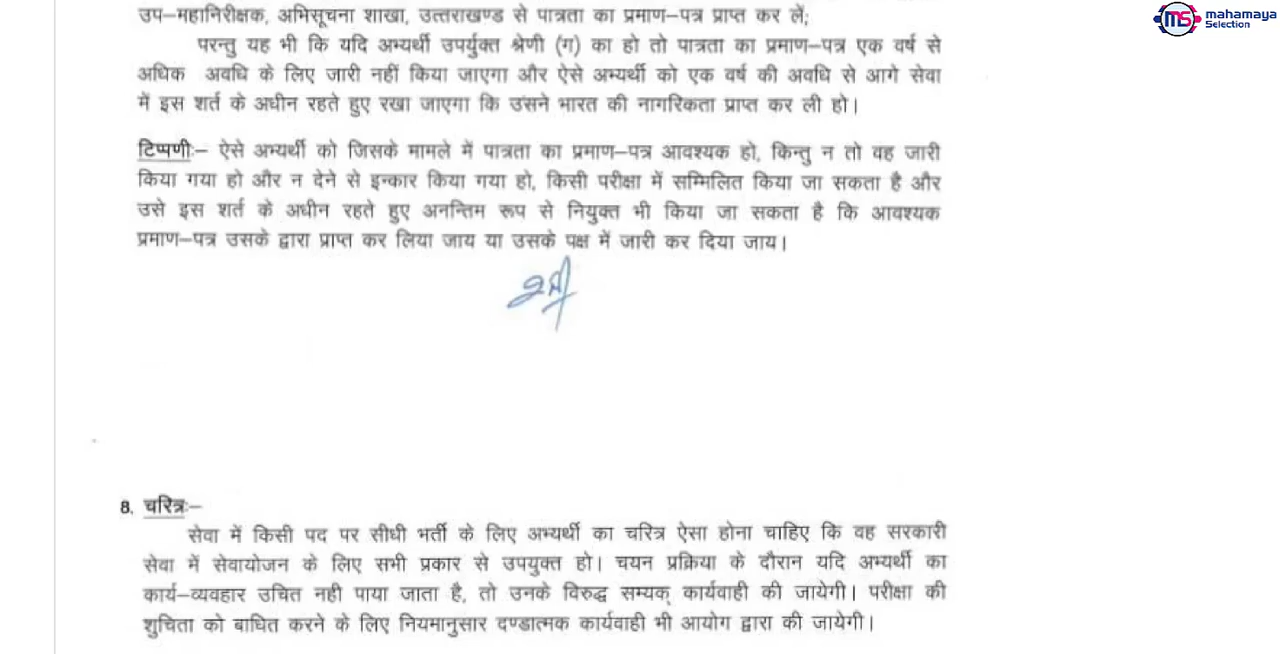 mahamaya
Selection
उप–महानिरीक्षक, अभिसूचना शाखा, उत्तराखण्ड से पात्रता का प्रमाण–पत्र प्राप्त कर लें;
परन्तु यह भी कि यदि अभ्यर्थी उपर्युक्त श्रेणी (ग) का हो तो पात्रता का प्रमाण–पत्र एक वर्ष से
अधिक अवधि के लिए जारी नहीं किया जाएगा और ऐसे अभ्यर्थी को एक वर्ष की अवधि से आगे सेवा
में इस शर्त के अधीन रहते हुए रखा जाएगा कि उसने भारत की नागरिकता प्राप्त कर ली हो।
टिप्पणीः– ऐसे अभ्यर्थी को जिसके मामले में पात्रता का प्रमाण–पत्र आवश्यक हो, किन्तु न तो वह जारी
किया गया हो और न देने से इन्कार किया गया हो, किसी परीक्षा में सम्मिलित किया जा सकता है और
उसे इस शर्त के अधीन रहते हुए अनन्तिम रूप से नियुक्त भी किया जा सकता है कि आवश्यक
प्रमाण–पत्र उसके द्वारा प्राप्त कर लिया जाय या उसके पक्ष में जारी कर दिया जाय।
8. चरित्रः–
सेवा में किसी पद पर सीधी भर्ती के लिए अभ्यर्थी का चरित्र ऐसा होना चाहिए कि वह सरकारी
सेवा में सेवायोजन के लिए सभी प्रकार से उपयुक्त हो। चयन प्रक्रिया के दौरान यदि अभ्यर्थी का
कार्य–व्यवहार उचित नही पाया जाता है, तो उनके विरुद्ध सम्यक् कार्यवाही की जायेगी। परीक्षा की
शुचिता को बाधित करने के लिए नियमानुसार दण्डात्मक कार्यवाही भी आयोग द्वारा की जायेगी।